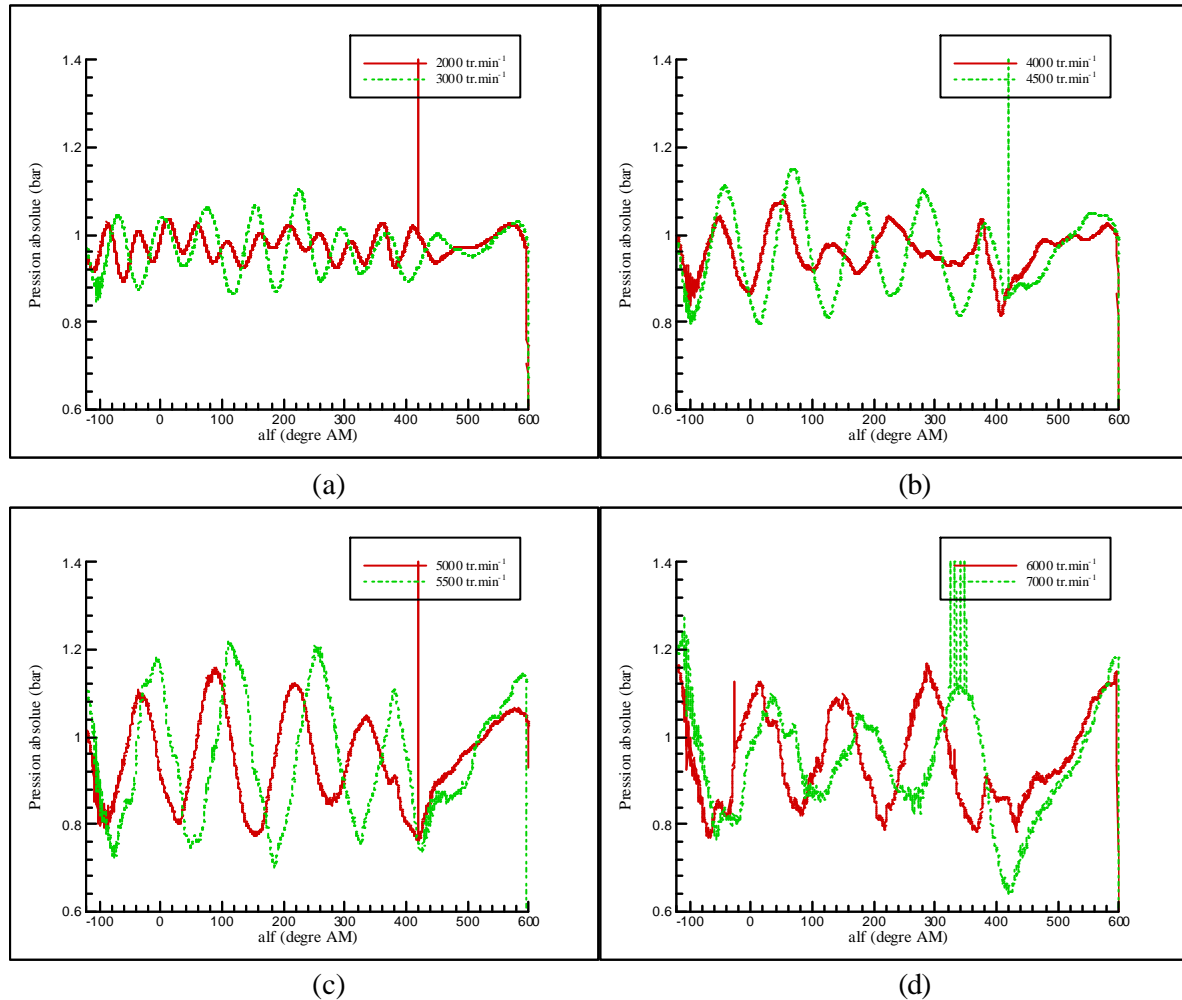 2000 tr.min⁻¹
3000 tr.min⁻¹
Pression absolue (bar)
1.4
1.2
1
0.8
0.6
-100 0 100 200 300 400 500 600
alf (degre AM)
(a)
4000 tr.min⁻¹
4500 tr.min⁻¹
Pression absolue (bar)
1.4
1.2
1
0.8
0.6
-100 0 100 200 300 400 500 600
alf (degre AM)
(b)
5000 tr.min⁻¹
5500 tr.min⁻¹
Pression absolue (bar)
1.4
1.2
1
0.8
0.6
-100 0 100 200 300 400 500 600
alf (degre AM)
(c)
6000 tr.min⁻¹
7000 tr.min⁻¹
Pression absolue (bar)
1.4
1.2
1
0.8
0.6
-100 0 100 200 300 400 500 600
alf (degre AM)
(d)